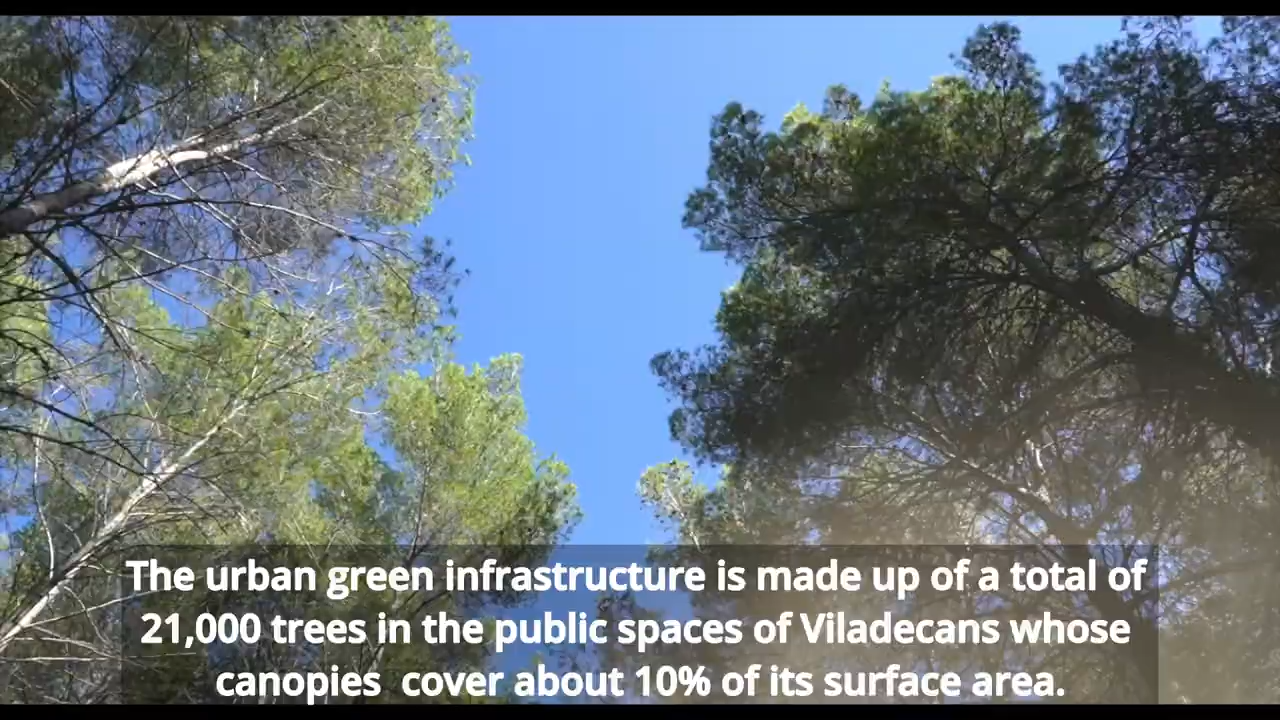 The urban green infrastructure is made up of a total of
21,000 trees in the public spaces of Viladecans whose
canopies  cover about 10% of its surface area.